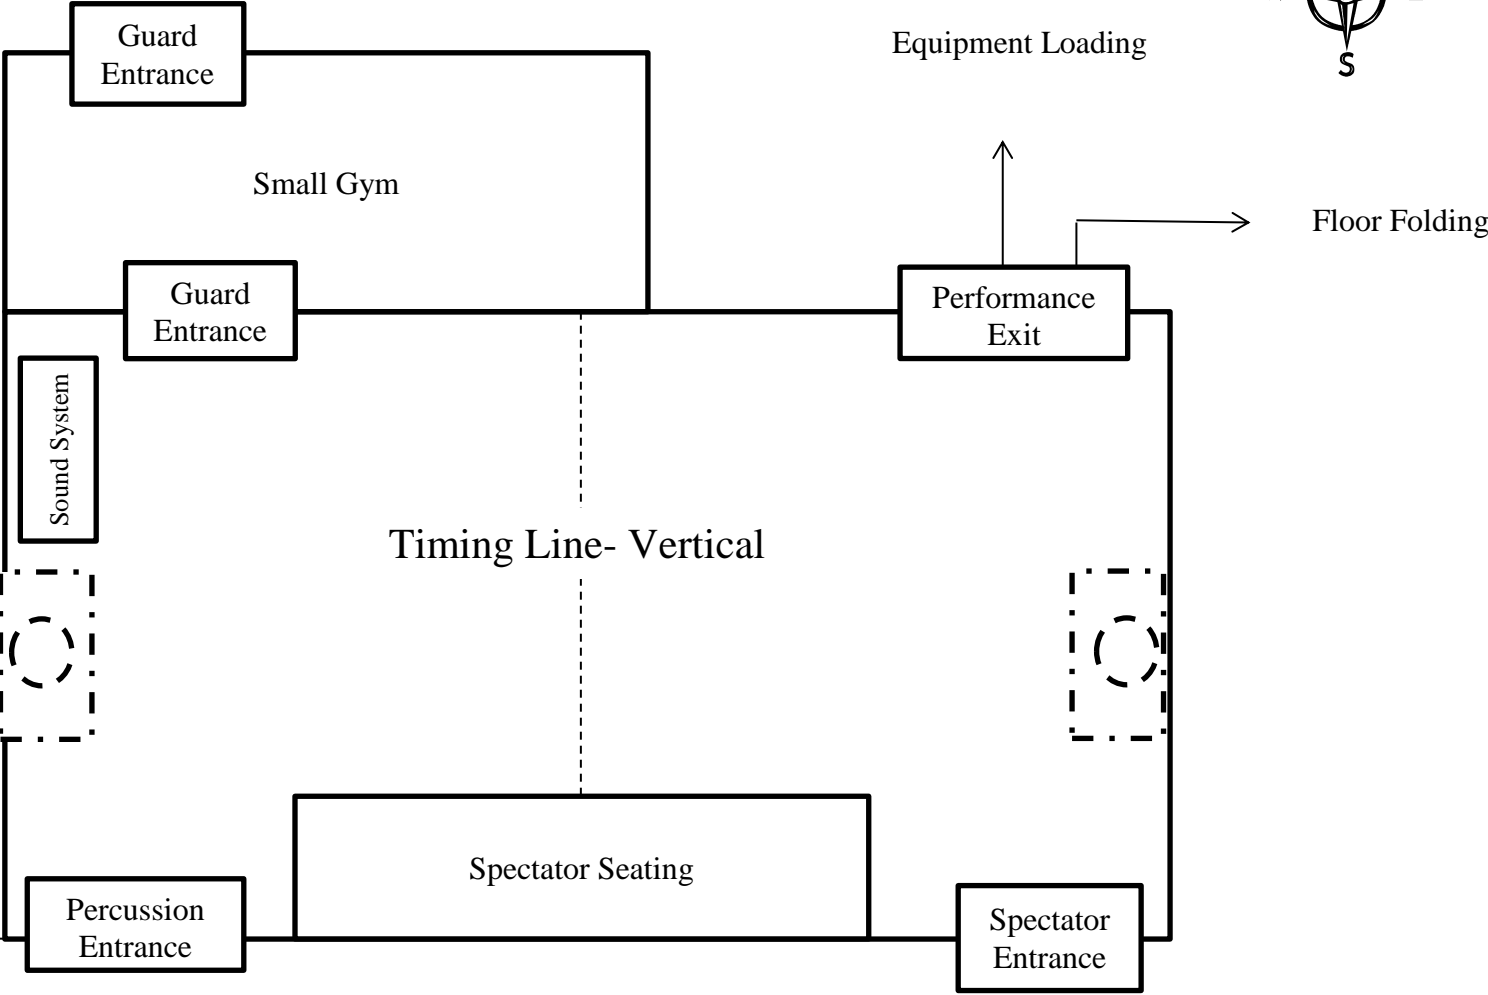 Guard
Entrance
Equipment Loading
S
Small Gym
Floor Folding
Guard
Entrance
Performance
Exit
Sound System
Timing Line- Vertical
Spectator Seating
Percussion
Entrance
Spectator
Entrance